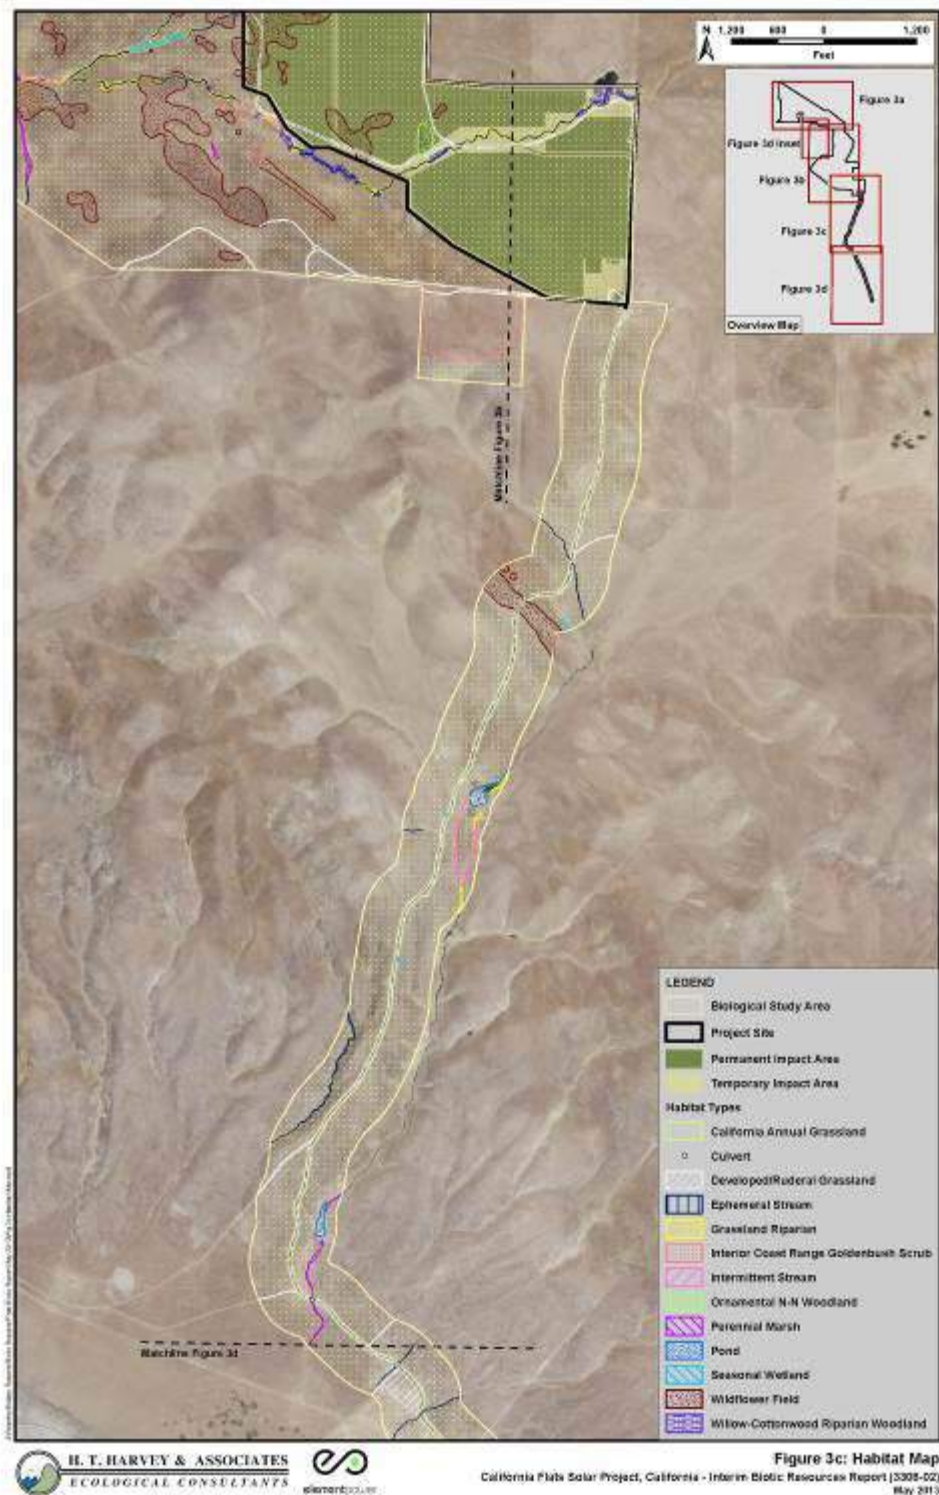 N 1,200 600 0 1,200
Feet
Figure 3a
Figure 3d inset
Figure 3b
Figure 3c
Figure 3d
Overview Map
Matchline Figure 3b
Matchline Figure 3d
LEGEND
Biological Study Area
Project Site
Permanent Impact Area
Temporary Impact Area
Habitat Types
California Annual Grassland
Culvert
Developed/Ruderal Grassland
Ephemeral Stream
Grassland Riparian
Interior Coast Range Goldenbush Scrub
Intermittent Stream
Ornamental N-N Woodland
Perennial Marsh
Pond
Seasonal Wetland
Wildflower Field
Willow-Cottonwood Riparian Woodland
H. T. HARVEY & ASSOCIATES
ECOLOGICAL CONSULTANTS
elementpower
Figure 3c: Habitat Map
California Flats Solar Project, California - Interim Biotic Resources Report (3308-02)
May 2013